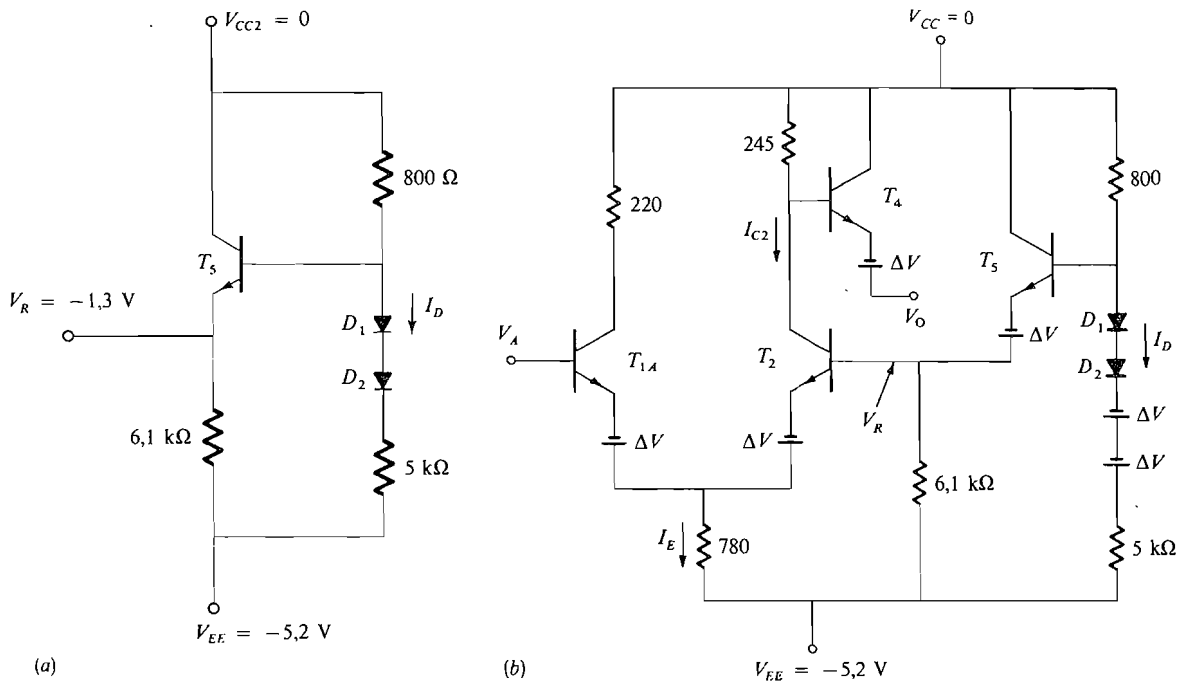 V_CC2 = 0
800 Ω
T_5
V_R = −1,3 V
D_1
I_D
D_2
6,1 kΩ
5 kΩ
V_EE = −5,2 V
(a)
V_CC = 0
245
800
220
T_4
I_C2
ΔV
T_5
V_O
V_A
T_1A
T_2
D_1
ΔV
I_D
D_2
V_R
ΔV
ΔV
ΔV
ΔV
6,1 kΩ
I_E
780
5 kΩ
V_EE = −5,2 V
(b)